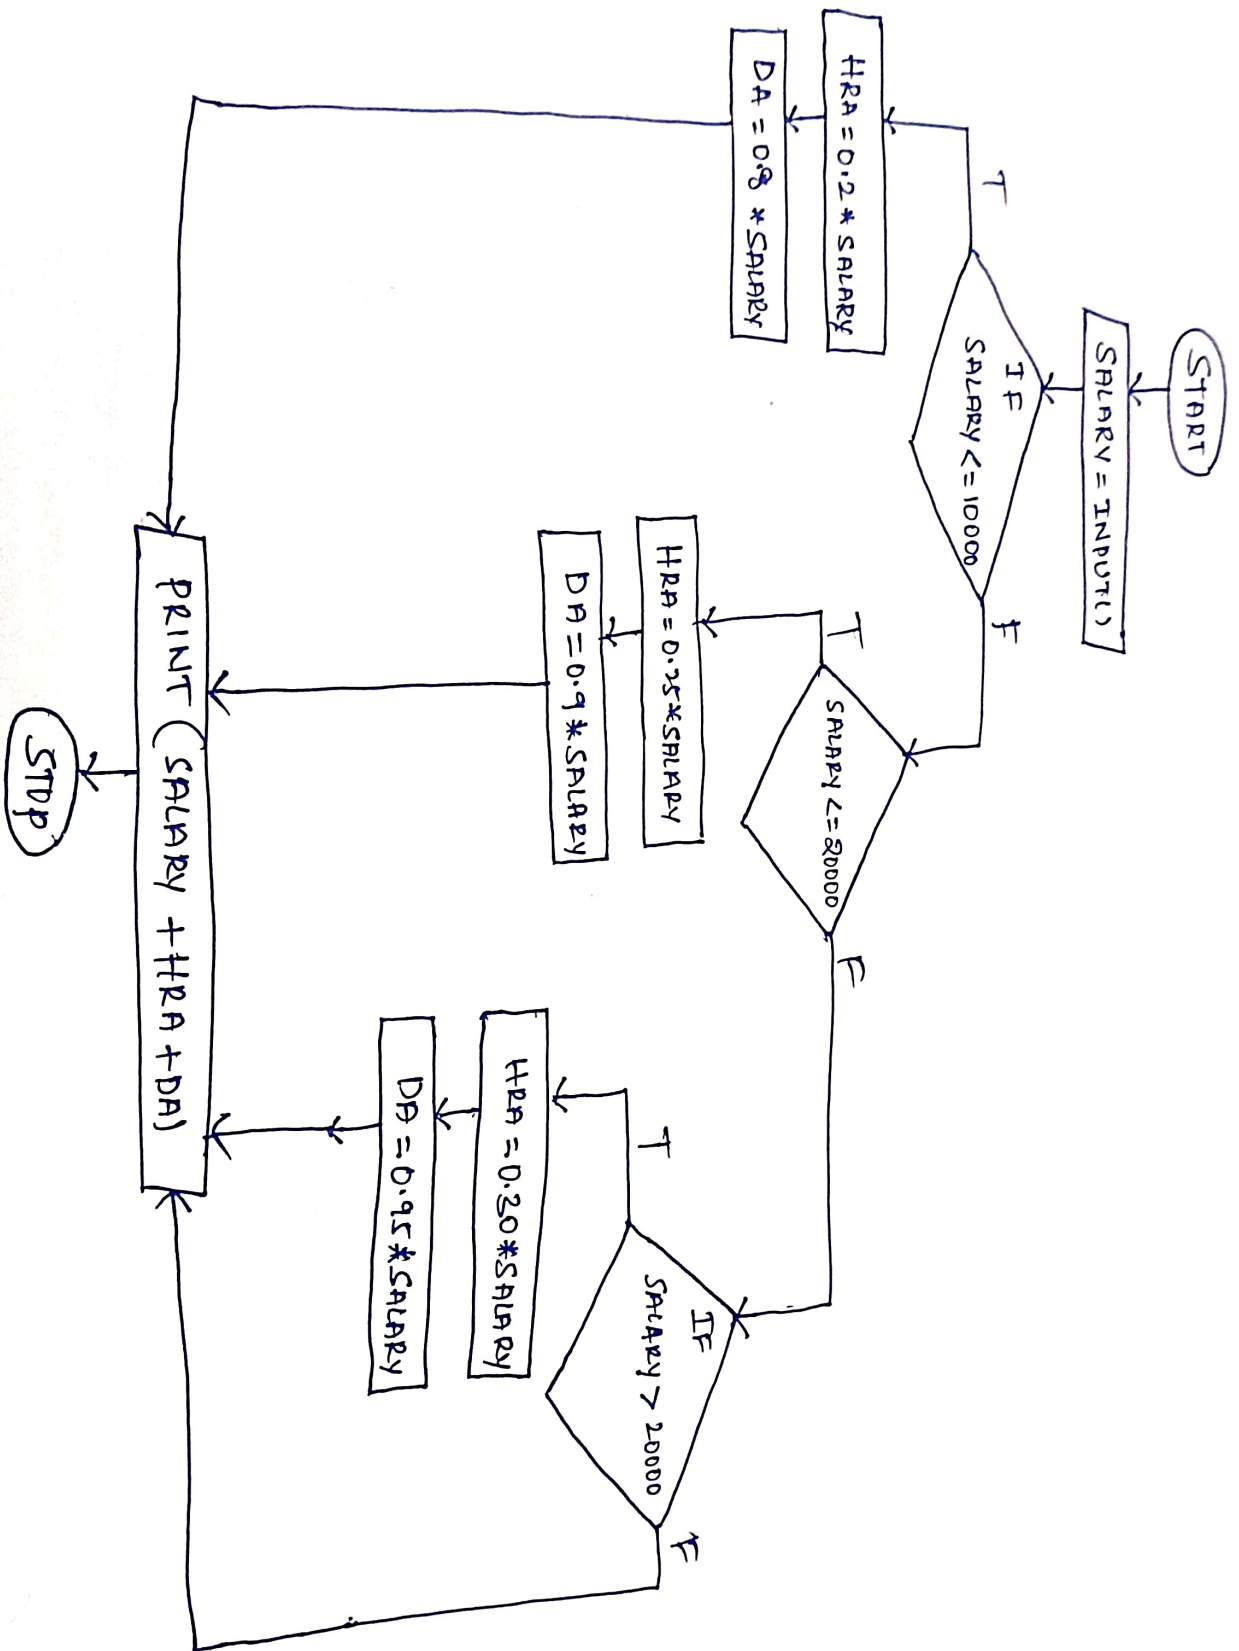 START
SALARY = INPUT()
IF
SALARY <= 10000
T
F
HRA = 0.2 * SALARY
DA = 0.8 * SALARY
SALARY <= 20000
T
F
HRA = 0.25*SALARY
DA = 0.9 * SALARY
IF
SALARY > 20000
T
F
HRA = 0.30*SALARY
DA = 0.95*SALARY
PRINT (SALARY + HRA + DA)
STOP